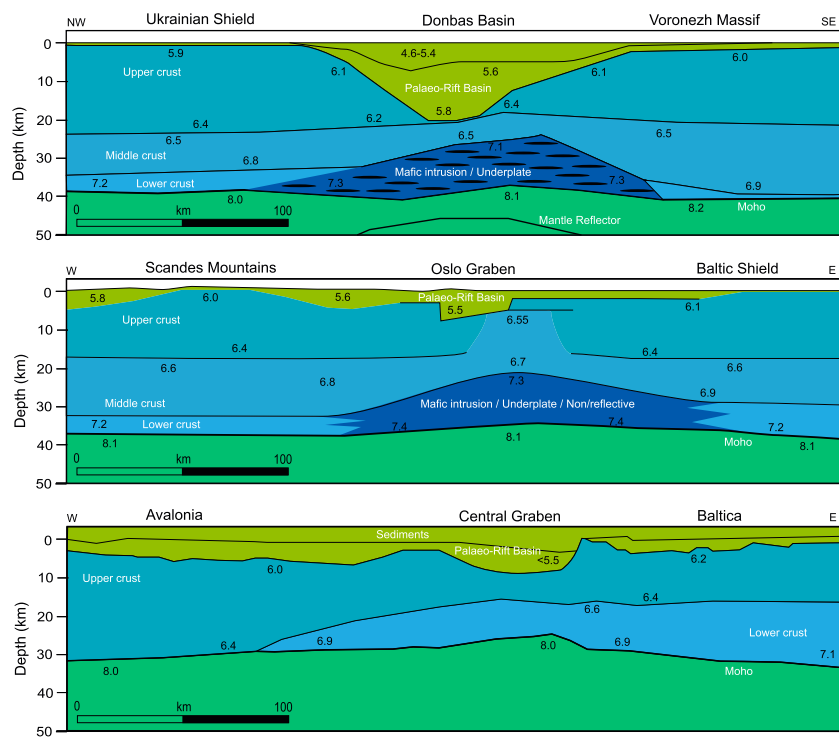 Ukrainian Shield Donbas Basin Voronezh Massif
NW SE
0 5.9 4.6-5.4 6.0
Upper crust 6.1 5.6 6.1
10 Palaeo-Rift Basin
5.8 6.4
20 6.4 6.2 6.5 6.5
6.5
Middle crust 6.8 7.1
30 Mafic intrusion / Underplate
7.2 Lower crust 7.3 7.3 6.9
40 8.0 8.1 8.2 Moho
0 km 100 Mantle Reflector
50
Depth (km)
Scandes Mountains Oslo Graben Baltic Shield
W E
0 5.8 6.0 5.6 Palaeo-Rift Basin 6.1
5.5
Upper crust 6.55
10
6.4 6.4
20 6.6 6.7 6.6
6.8 7.3 6.9
30 Middle crust Mafic intrusion / Underplate / Non/reflective
7.2 Lower crust 7.4 7.4 7.2
40 8.1 8.1 Moho 8.1
0 km 100
50
Depth (km)
Avalonia Central Graben Baltica
W E
0 Sediments
Palaeo-Rift Basin
<5.5 6.2
Upper crust 6.0
10
6.4
20 6.6
6.4 6.9 8.0 6.9 Lower crust
30 7.1
8.0 Moho
40
0 km 100
50
Depth (km)